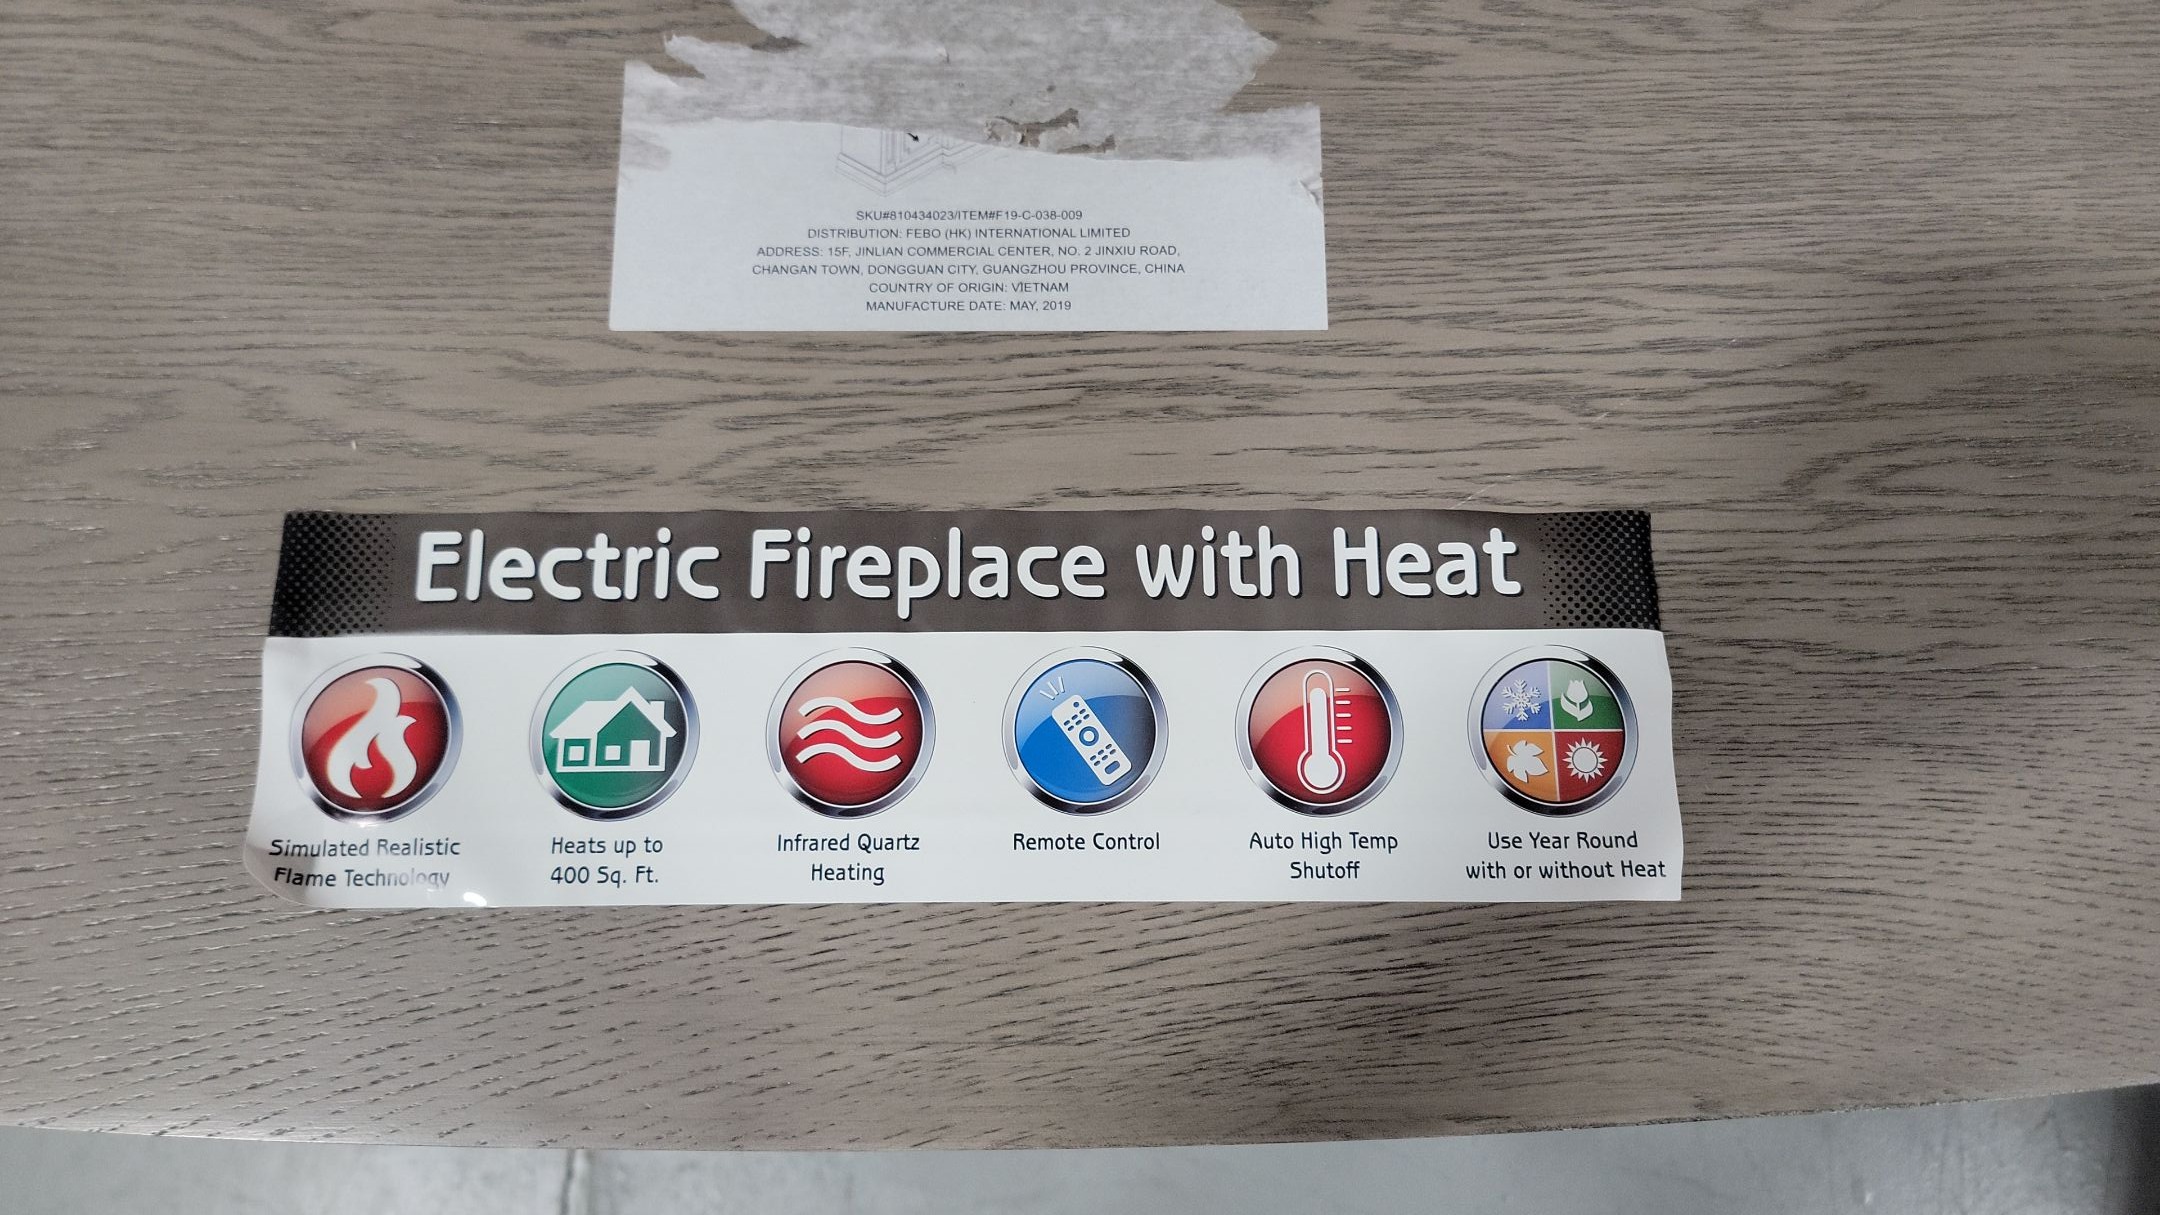 SKU#810434023/ITEM#F19-C-038-009
DISTRIBUTION: FEBO (HK) INTERNATIONAL LIMITED
ADDRESS: 15F, JINLIAN COMMERCIAL CENTER, NO. 2 JINXIU ROAD,
CHANGAN TOWN, DONGGUAN CITY, GUANGZHOU PROVINCE, CHINA
COUNTRY OF ORIGIN: VIETNAM
MANUFACTURE DATE: MAY, 2019
Electric Fireplace with Heat
Simulated Realistic
Flame Technology
Heats up to
400 Sq. Ft.
Infrared Quartz
Heating
Remote Control
Auto High Temp
Shutoff
Use Year Round
with or without Heat